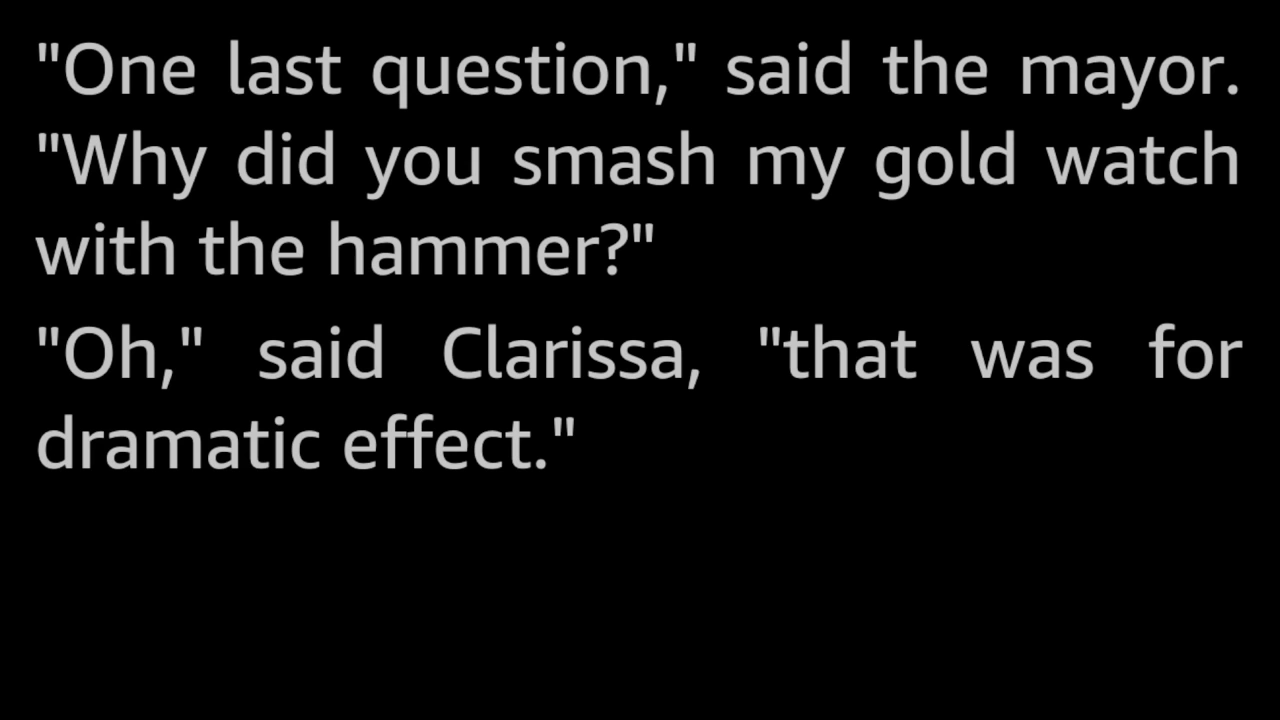 "One last question," said the mayor.
"Why did you smash my gold watch
with the hammer?"
"Oh," said Clarissa, "that was for
dramatic effect."